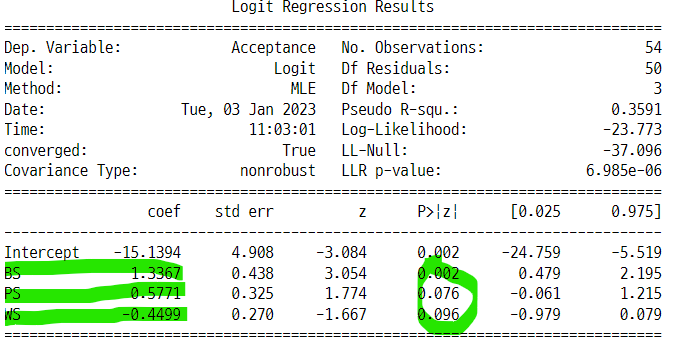 Logit Regression Results
==============================================================================
Dep. Variable: Acceptance No. Observations: 54
Model: Logit Df Residuals: 50
Method: MLE Df Model: 3
Date: Tue, 03 Jan 2023 Pseudo R-squ.: 0.3591
Time: 11:03:01 Log-Likelihood: -23.773
converged: True LL-Null: -37.096
Covariance Type: nonrobust LLR p-value: 6.985e-06
==============================================================================
coef std err z P>|z| [0.025 0.975]
------------------------------------------------------------------------------
Intercept -15.1394 4.908 -3.084 0.002 -24.759 -5.519
BS 1.3367 0.438 3.054 0.002 0.479 2.195
PS 0.5771 0.325 1.774 0.076 -0.061 1.215
WS -0.4499 0.270 -1.667 0.096 -0.979 0.079
==============================================================================